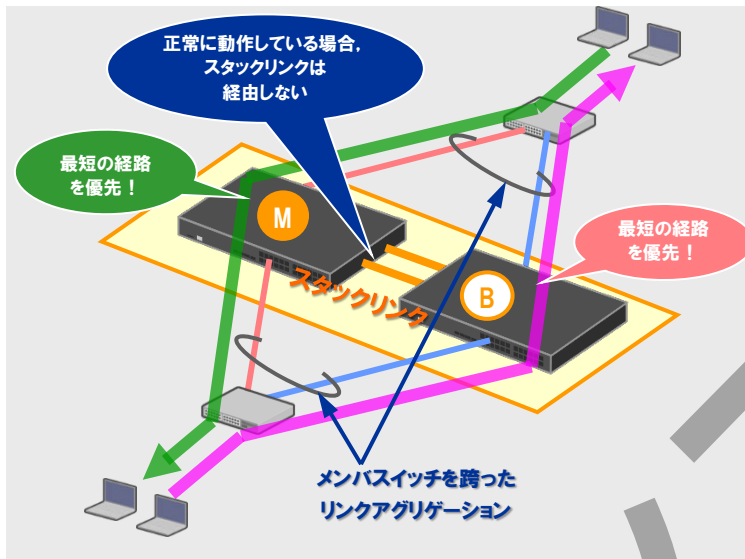 正常に動作している場合,
スタックリンクは
経由しない
最短の経路
を優先！
M
最短の経路
を優先！
スタックリンク
B
メンバスイッチを跨った
リンクアグリゲーション